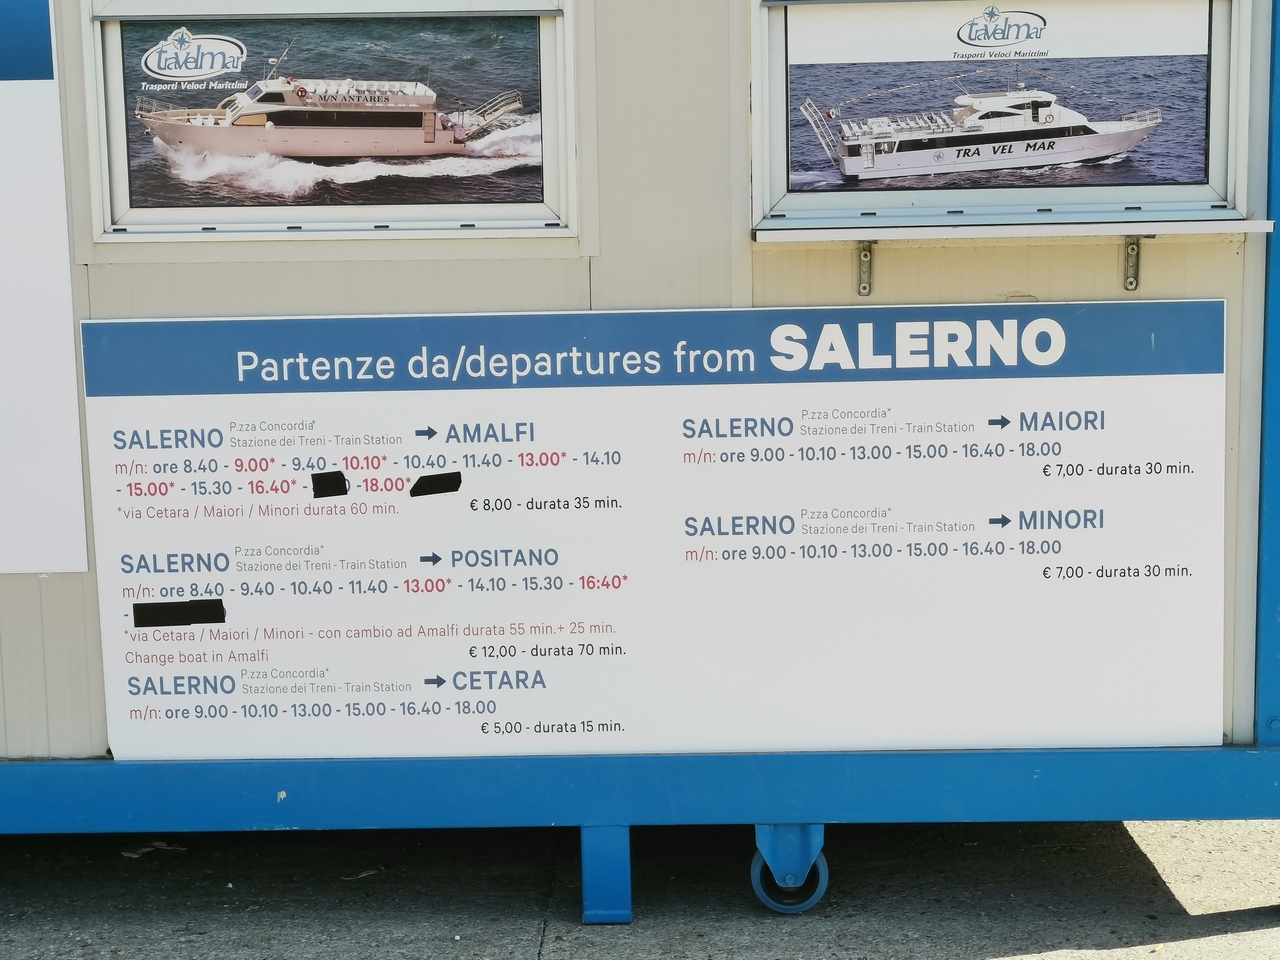 travelmar
Trasporti Veloci Marittimi
M/N ANTARES
travelmar
Trasporti Veloci Marittimi
TRA VEL MAR
Partenze da/departures from SALERNO
SALERNO P.zza Concordia*
Stazione dei Treni - Train Station ➡ AMALFI
m/n: ore 8.40 - 9.00* - 9.40 - 10.10* - 10.40 - 11.40 - 13.00* - 14.10
- 15.00* - 15.30 - 16.40* - -18.00*
*via Cetara / Maiori / Minori durata 60 min.
€ 8,00 - durata 35 min.
SALERNO P.zza Concordia*
Stazione dei Treni - Train Station ➡ POSITANO
m/n: ore 8.40 - 9.40 - 10.40 - 11.40 - 13.00* - 14.10 - 15.30 - 16:40*
-
*via Cetara / Maiori / Minori - con cambio ad Amalfi durata 55 min.+ 25 min.
Change boat in Amalfi
€ 12,00 - durata 70 min.
SALERNO P.zza Concordia*
Stazione dei Treni - Train Station ➡ CETARA
m/n: ore 9.00 - 10.10 - 13.00 - 15.00 - 16.40 - 18.00
€ 5,00 - durata 15 min.
SALERNO P.zza Concordia*
Stazione dei Treni - Train Station ➡ MAIORI
m/n: ore 9.00 - 10.10 - 13.00 - 15.00 - 16.40 - 18.00
€ 7,00 - durata 30 min.
SALERNO P.zza Concordia*
Stazione dei Treni - Train Station ➡ MINORI
m/n: ore 9.00 - 10.10 - 13.00 - 15.00 - 16.40 - 18.00
€ 7,00 - durata 30 min.